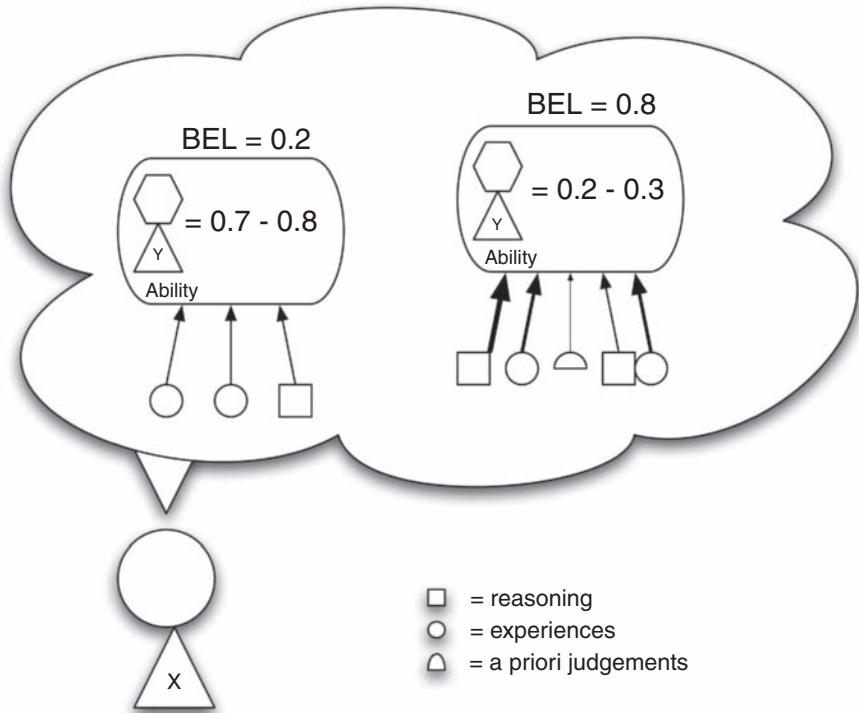 BEL = 0.2
= 0.7 - 0.8
Y
Ability
BEL = 0.8
= 0.2 - 0.3
Y
Ability
X
= reasoning
= experiences
= a priori judgements